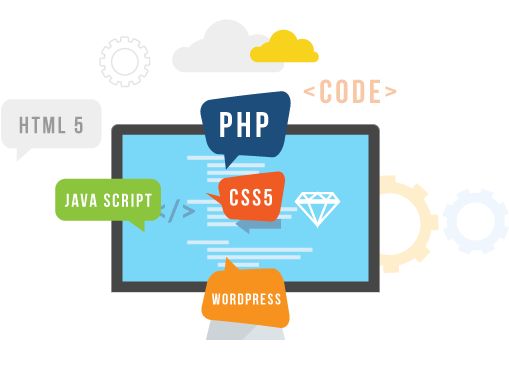 <CODE>
PHP
HTML 5
CSS5
JAVA SCRIPT
</>
WORDPRESS